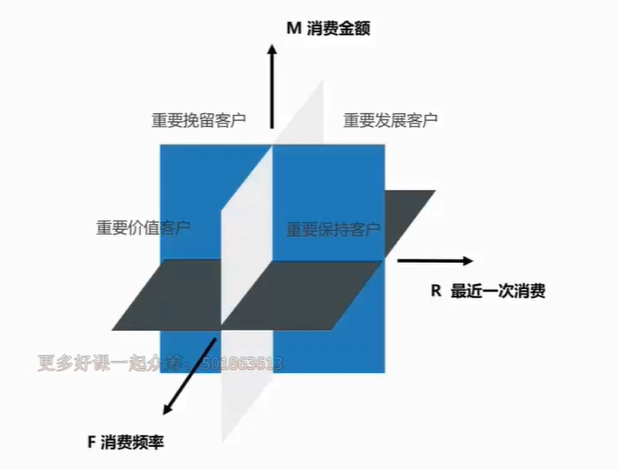 M 消费金额
重要挽留客户
重要发展客户
重要价值客户
重要保持客户
R 最近一次消费
更多好课一起众筹：501863613
F 消费频率